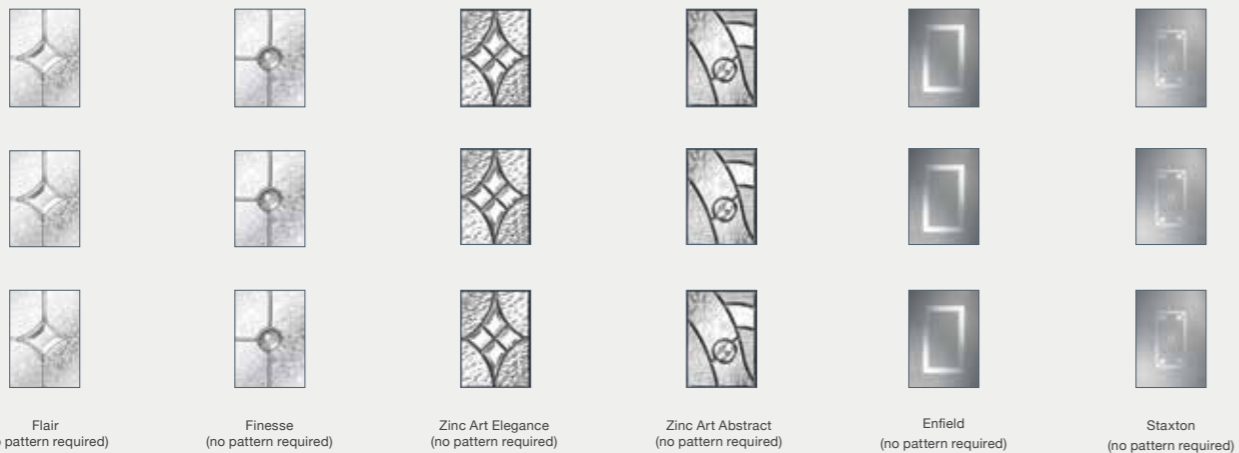 Flair
o pattern required)
Finesse
(no pattern required)
Zinc Art Elegance
(no pattern required)
Zinc Art Abstract
(no pattern required)
Enfield
(no pattern required)
Staxton
(no pattern required)